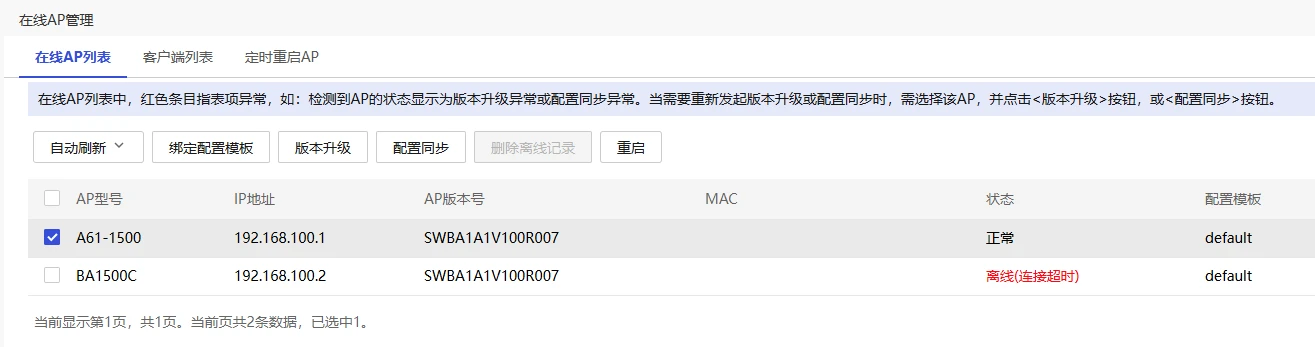 在线AP管理
在线AP列表 客户端列表 定时重启AP
在线AP列表中，红色条目指表项异常，如：检测到AP的状态显示为版本升级异常或配置同步异常。当需要重新发起版本升级或配置同步时，需选择该AP，并点击<版本升级>按钮，或<配置同步>按钮。
自动刷新 绑定配置模板 版本升级 配置同步 删除离线记录 重启
AP型号 IP地址 AP版本号 MAC 状态 配置模板
A61-1500 192.168.100.1 SWBA1A1V100R007 正常 default
BA1500C 192.168.100.2 SWBA1A1V100R007 离线(连接超时) default
当前显示第1页，共1页。当前页共2条数据，已选中1。